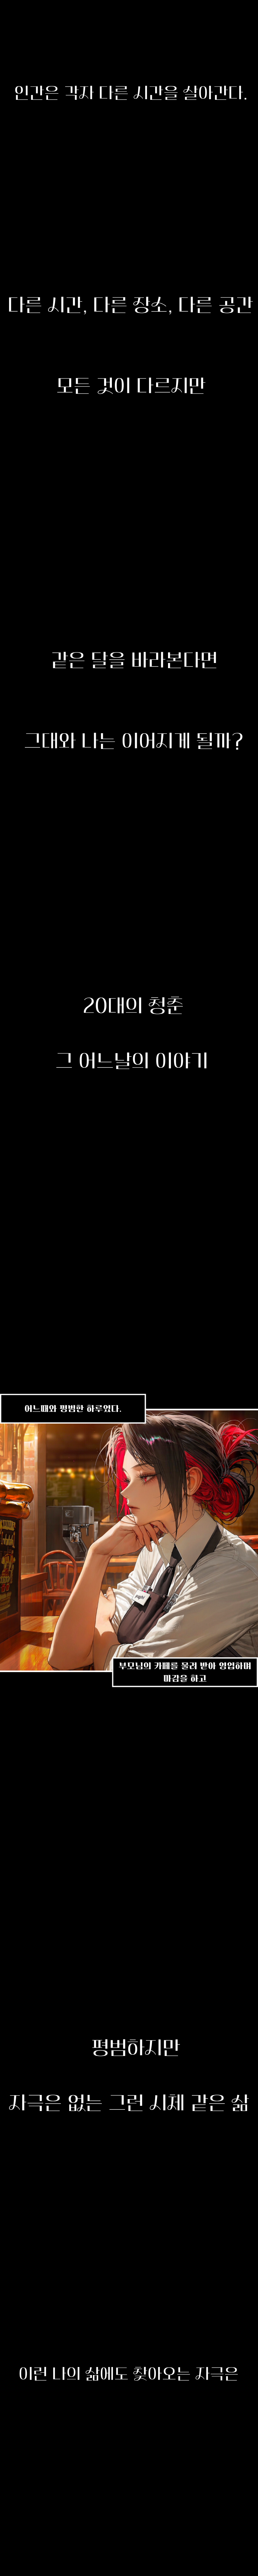 인간은 각자 다른 시간을 살아간다.
다른 시간, 다른 장소, 다른 공간
모든 것이 다르지만
같은 달을 바라본다면
그대와 나는 이어지게 될까?
20대의 청춘
그 어느날의 이야기
어느때와 평범한 하루였다.
부모님의 카페를 물려 받아 영업하며
마감을 하고
평범하지만
자극은 없는 그런 시체 같은 삶
이런 나의 삶에도 찾아오는 자극은